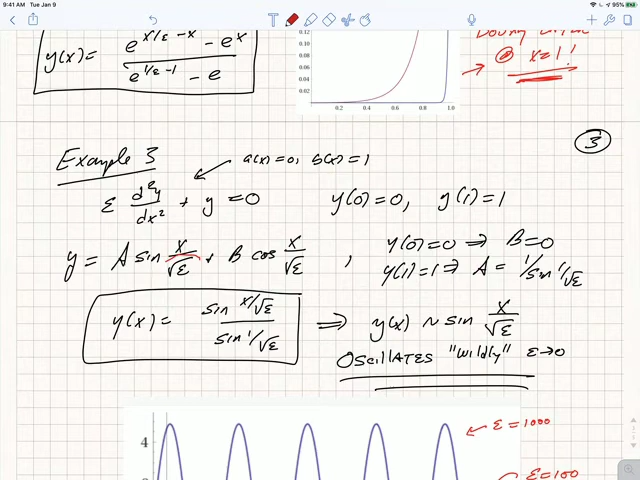 9:41 AM Tue Jan 9
95%
y(x) = (e^(x/ε - x) - e^x) / (e^(1/ε - 1) - e)
0.12
0.10
0.08
0.06
0.04
0.02
0.2 0.4 0.6 0.8 1.0
@ x=1!
3
Example 3
a(x)=0, b(x)=1
ε d²y/dx² + y = 0 y(0)=0, y(1)=1
y = A sin x/√ε + B cos x/√ε , y(0)=0 ⇒ B=0
y(1)=1 ⇒ A = 1/sin 1/√ε
y(x) = sin x/√ε / sin 1/√ε ⇒ y(x) ~ sin x/√ε
OSCILLATES "wildly" ε→0
4
← ε = 1000
ε=100